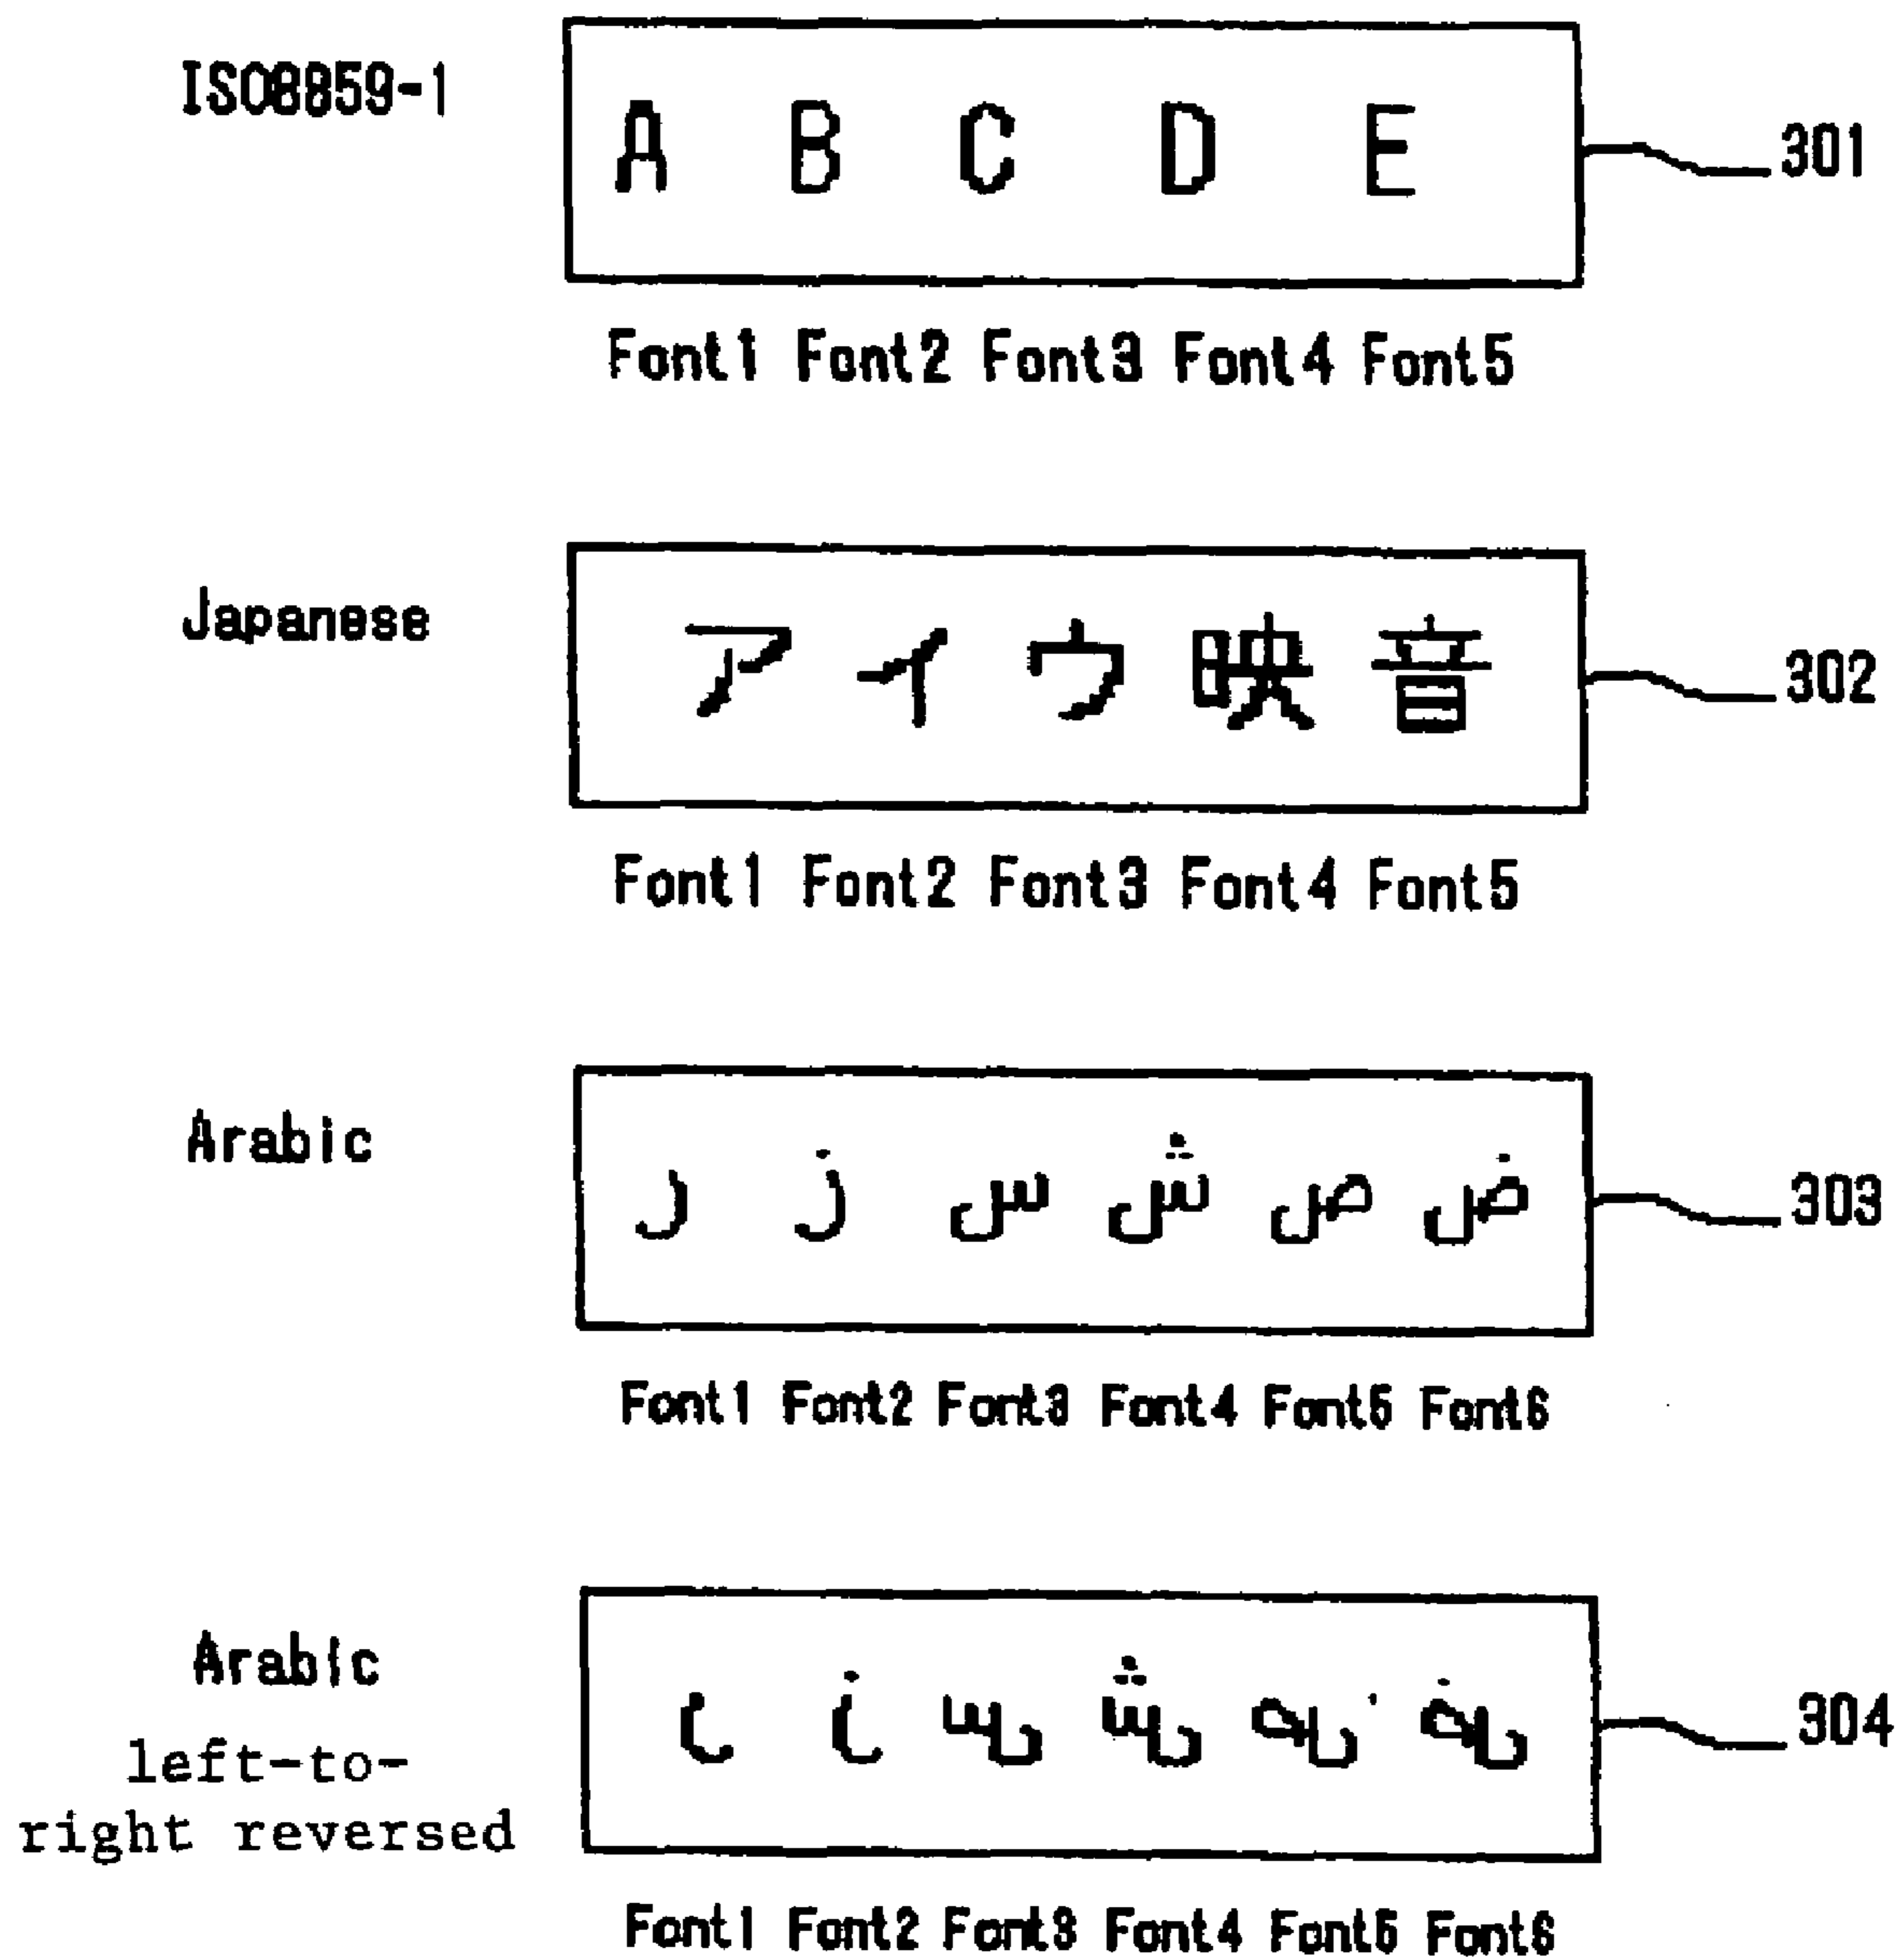 ISO8859-1
A B C D E
301
Font1 Font2 Font3 Font4 Font5
Japanese
アイウ映音
302
Font1 Font2 Font3 Font4 Font5
Arabic
ر ز س ش ص ض
303
Font1 Font2 Font3 Font4 Font5 Font6
Arabic
left-to-
right reversed
304
Font1 Font2 Font3 Font4 Font5 Font6